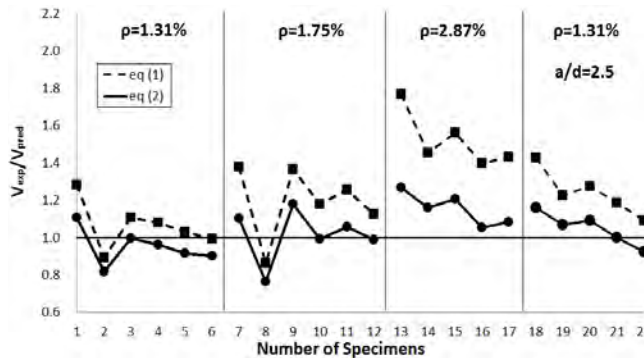 2.2
2.0
1.8
1.6
1.4
1.2
1.0
0.8
0.6
Vexp/Vpred
ρ=1.31% ρ=1.75% ρ=2.87% ρ=1.31%
a/d=2.5
eq (1)
eq (2)
1 2 3 4 5 6 7 8 9 10 11 12 13 14 15 16 17 18 19 20 21 2
Number of Specimens